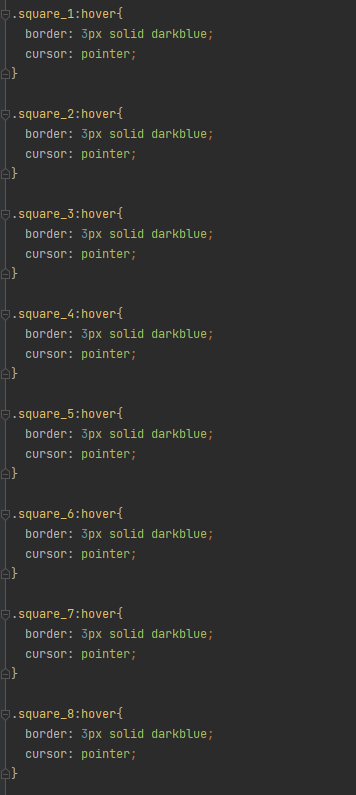 .square_1:hover{
  border: 3px solid darkblue;
  cursor: pointer;
}

.square_2:hover{
  border: 3px solid darkblue;
  cursor: pointer;
}

.square_3:hover{
  border: 3px solid darkblue;
  cursor: pointer;
}

.square_4:hover{
  border: 3px solid darkblue;
  cursor: pointer;
}

.square_5:hover{
  border: 3px solid darkblue;
  cursor: pointer;
}

.square_6:hover{
  border: 3px solid darkblue;
  cursor: pointer;
}

.square_7:hover{
  border: 3px solid darkblue;
  cursor: pointer;
}

.square_8:hover{
  border: 3px solid darkblue;
  cursor: pointer;
}